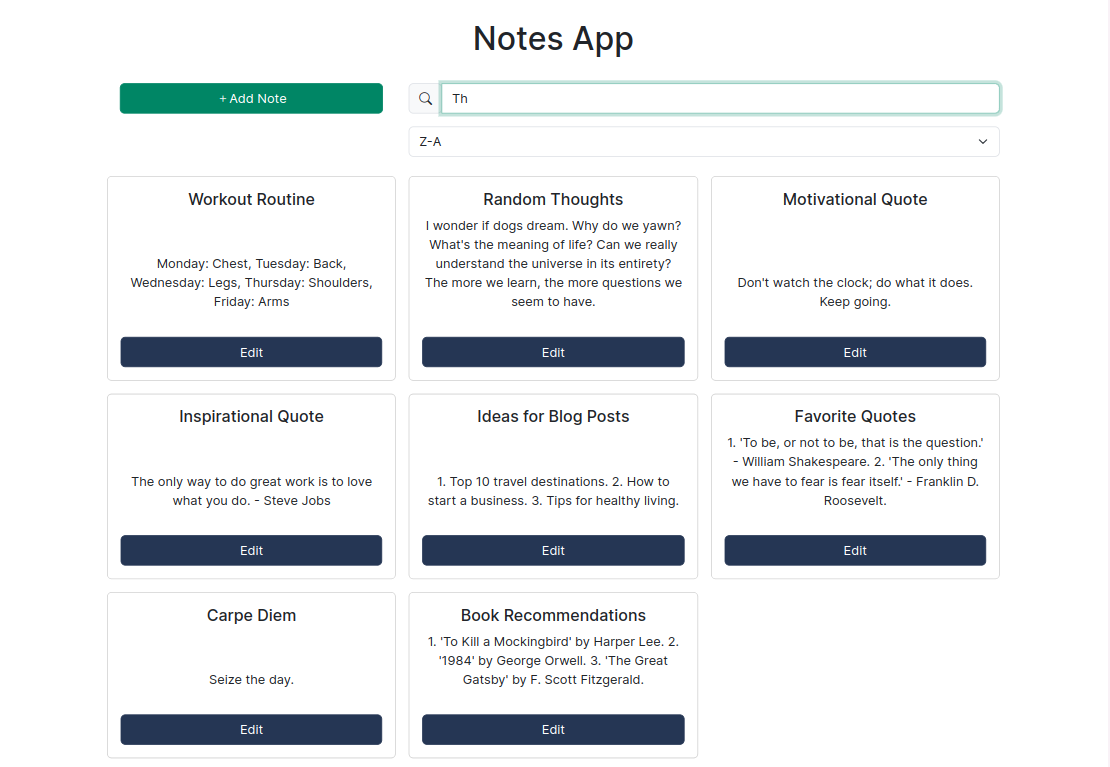 Notes App
+ Add Note
Th
Z-A
Workout Routine
Monday: Chest, Tuesday: Back,
Wednesday: Legs, Thursday: Shoulders,
Friday: Arms
Edit
Random Thoughts
I wonder if dogs dream. Why do we yawn?
What's the meaning of life? Can we really
understand the universe in its entirety?
The more we learn, the more questions we
seem to have.
Edit
Motivational Quote
Don't watch the clock; do what it does.
Keep going.
Edit
Inspirational Quote
The only way to do great work is to love
what you do. - Steve Jobs
Edit
Ideas for Blog Posts
1. Top 10 travel destinations. 2. How to
start a business. 3. Tips for healthy living.
Edit
Favorite Quotes
1. 'To be, or not to be, that is the question.'
- William Shakespeare. 2. 'The only thing
we have to fear is fear itself.' - Franklin D.
Roosevelt.
Edit
Carpe Diem
Seize the day.
Edit
Book Recommendations
1. 'To Kill a Mockingbird' by Harper Lee. 2.
'1984' by George Orwell. 3. 'The Great
Gatsby' by F. Scott Fitzgerald.
Edit